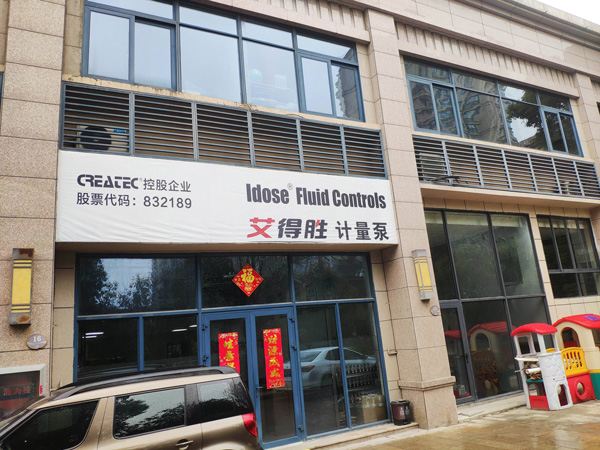 CREATEC® 控股企业
股票代码：832189
Idose® Fluid Controls
艾得胜 计量泵
福
16